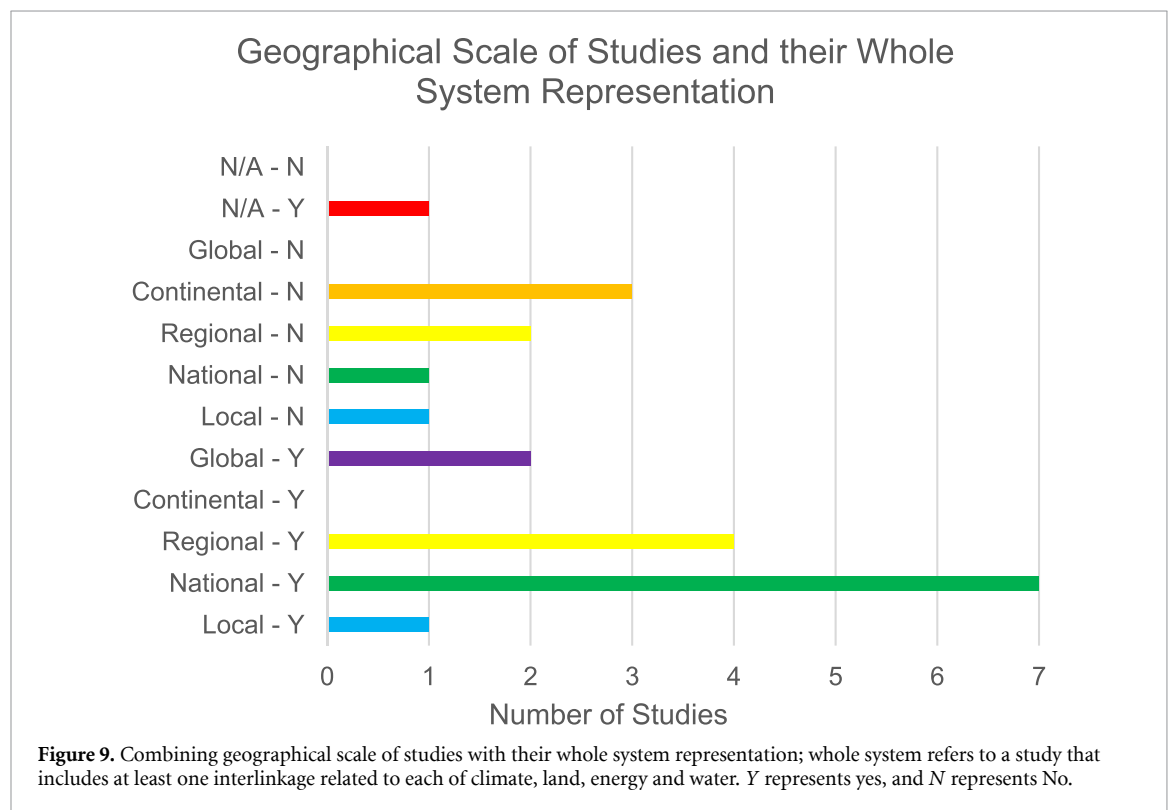 Geographical Scale of Studies and their Whole
System Representation
N/A - N
N/A - Y
Global - N
Continental - N
Regional - N
National - N
Local - N
Global - Y
Continental - Y
Regional - Y
National - Y
Local - Y
0 1 2 3 4 5 6 7
Number of Studies
Figure 9. Combining geographical scale of studies with their whole system representation; whole system refers to a study that
includes at least one interlinkage related to each of climate, land, energy and water. Y represents yes, and N represents No.